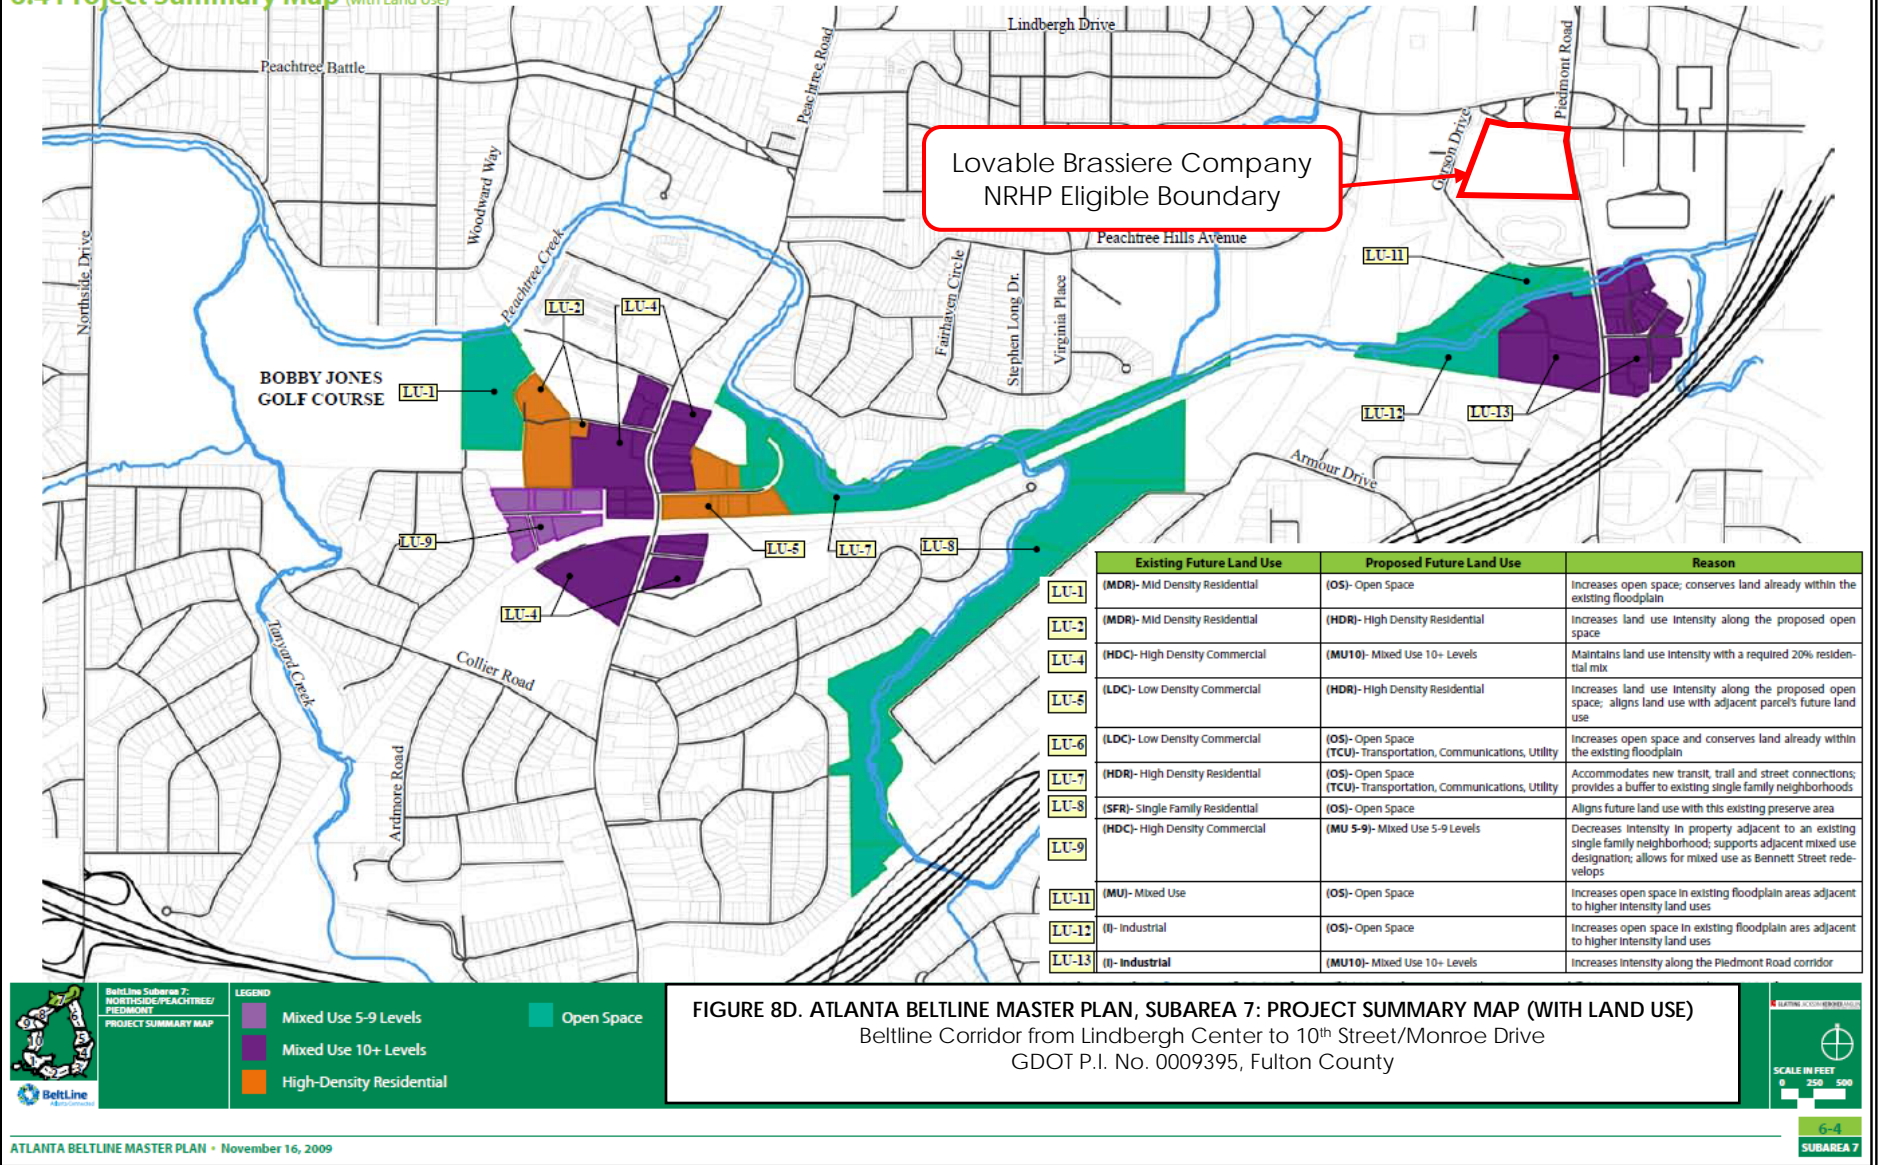 6.4 Project Summary Map (with Land Use)
Lindbergh Drive
Peachtree Battle
Peachtree Road
Piedmont Road
Garson Drive
Lovable Brassiere Company
NRHP Eligible Boundary
Woodward Way
Northside Drive
Peachtree Creek
Peachtree Hills Avenue
Fairhaven Circle
Stephen Long Dr.
Virginia Place
LU-11
LU-2
LU-4
BOBBY JONES
GOLF COURSE
LU-1
LU-12
LU-13
Armour Drive
LU-9
LU-5
LU-7
LU-8
LU-4
Tanyard Creek
Collier Road
Ardmore Road
Existing Future Land Use
Proposed Future Land Use
Reason
LU-1
(MDR)- Mid Density Residential
(OS)- Open Space
Increases open space; conserves land already within the
existing floodplain
LU-2
(MDR)- Mid Density Residential
(HDR)- High Density Residential
Increases land use intensity along the proposed open
space
LU-4
(HDC)- High Density Commercial
(MU10)- Mixed Use 10+ Levels
Maintains land use intensity with a required 20% residen-
tial mix
LU-5
(LDC)- Low Density Commercial
(HDR)- High Density Residential
Increases land use intensity along the proposed open
space; aligns land use with adjacent parcel's future land
use
LU-6
(LDC)- Low Density Commercial
(OS)- Open Space
(TCU)- Transportation, Communications, Utility
Increases open space and conserves land already within
the existing floodplain
LU-7
(HDR)- High Density Residential
(OS)- Open Space
(TCU)- Transportation, Communications, Utility
Accommodates new transit, trail and street connections;
provides a buffer to existing single family neighborhoods
LU-8
(SFR)- Single Family Residential
(OS)- Open Space
Aligns future land use with this existing preserve area
LU-9
(HDC)- High Density Commercial
(MU 5-9)- Mixed Use 5-9 Levels
Decreases intensity in property adjacent to an existing
single family neighborhood; supports adjacent mixed use
designation; allows for mixed use as Bennett Street rede-
velops
LU-11
(MU)- Mixed Use
(OS)- Open Space
Increases open space in existing floodplain areas adjacent
to higher intensity land uses
LU-12
(I)- Industrial
(OS)- Open Space
Increases open space in existing floodplain ares adjacent
to higher intensity land uses
LU-13
(I)- Industrial
(MU10)- Mixed Use 10+ Levels
Increases intensity along the Piedmont Road corridor
BeltLine Subarea 7:
NORTHSIDE/PEACHTREE/
PIEDMONT
PROJECT SUMMARY MAP
BeltLine
LEGEND
Mixed Use 5-9 Levels
Mixed Use 10+ Levels
High-Density Residential
Open Space
FIGURE 8D. ATLANTA BELTLINE MASTER PLAN, SUBAREA 7: PROJECT SUMMARY MAP (WITH LAND USE)
Beltline Corridor from Lindbergh Center to 10th Street/Monroe Drive
GDOT P.I. No. 0009395, Fulton County
SCALE IN FEET
0 250 500
6-4
SUBAREA 7
ATLANTA BELTLINE MASTER PLAN • November 16, 2009